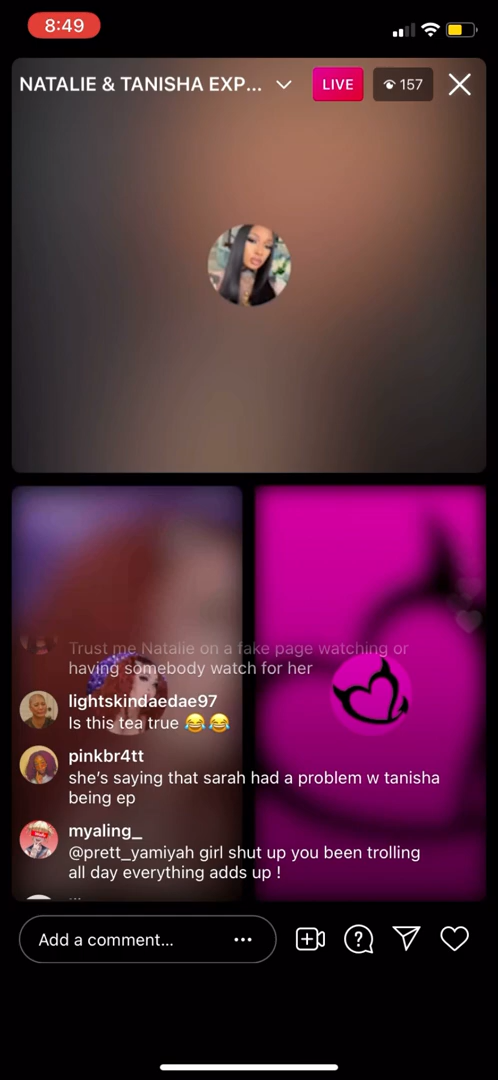 8:49
NATALIE & TANISHA EXP...
LIVE
157
Trust me Natalie on a fake page watching or
having somebody watch for her
lightskindaedae97
Is this tea true 😂😂
pinkbr4tt
she's saying that sarah had a problem w tanisha
being ep
myaling_
@prett_yamiyah girl shut up you been trolling
all day everything adds up !
Add a comment...